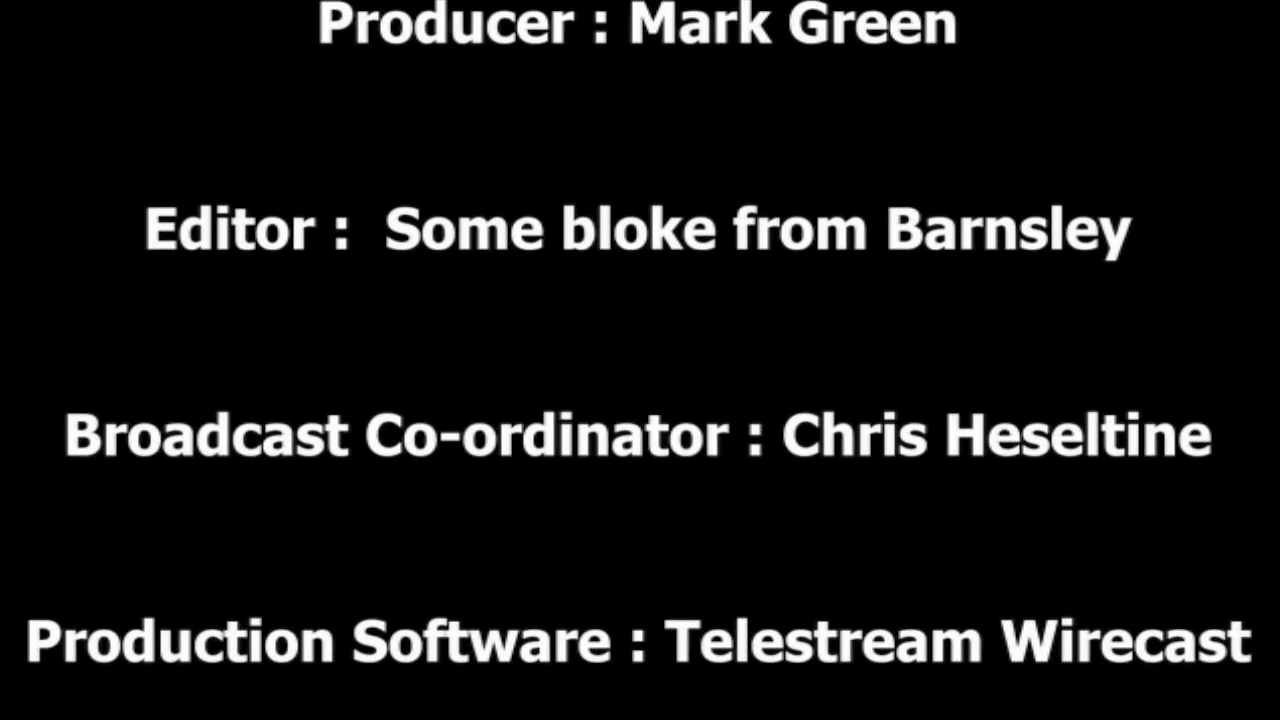 Producer : Mark Green
Editor :  Some bloke from Barnsley
Broadcast Co-ordinator : Chris Heseltine
Production Software : Telestream Wirecast